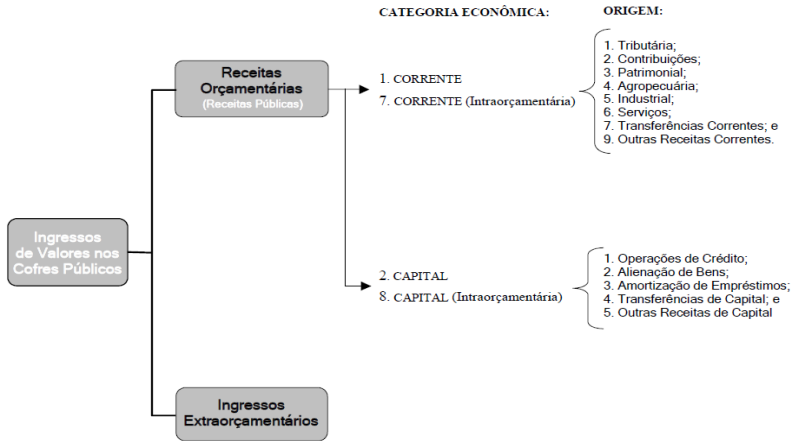 CATEGORIA ECONÔMICA:
ORIGEM:
Receitas
Orçamentárias
(Receitas Públicas)
1. CORRENTE
7. CORRENTE (Intraorçamentária)
1. Tributária;
2. Contribuições;
3. Patrimonial;
4. Agropecuária;
5. Industrial;
6. Serviços;
7. Transferências Correntes; e
9. Outras Receitas Correntes.
Ingressos
de Valores nos
Cofres Públicos
2. CAPITAL
8. CAPITAL (Intraorçamentária)
1. Operações de Crédito;
2. Alienação de Bens;
3. Amortização de Empréstimos;
4. Transferências de Capital; e
5. Outras Receitas de Capital
Ingressos
Extraorçamentários